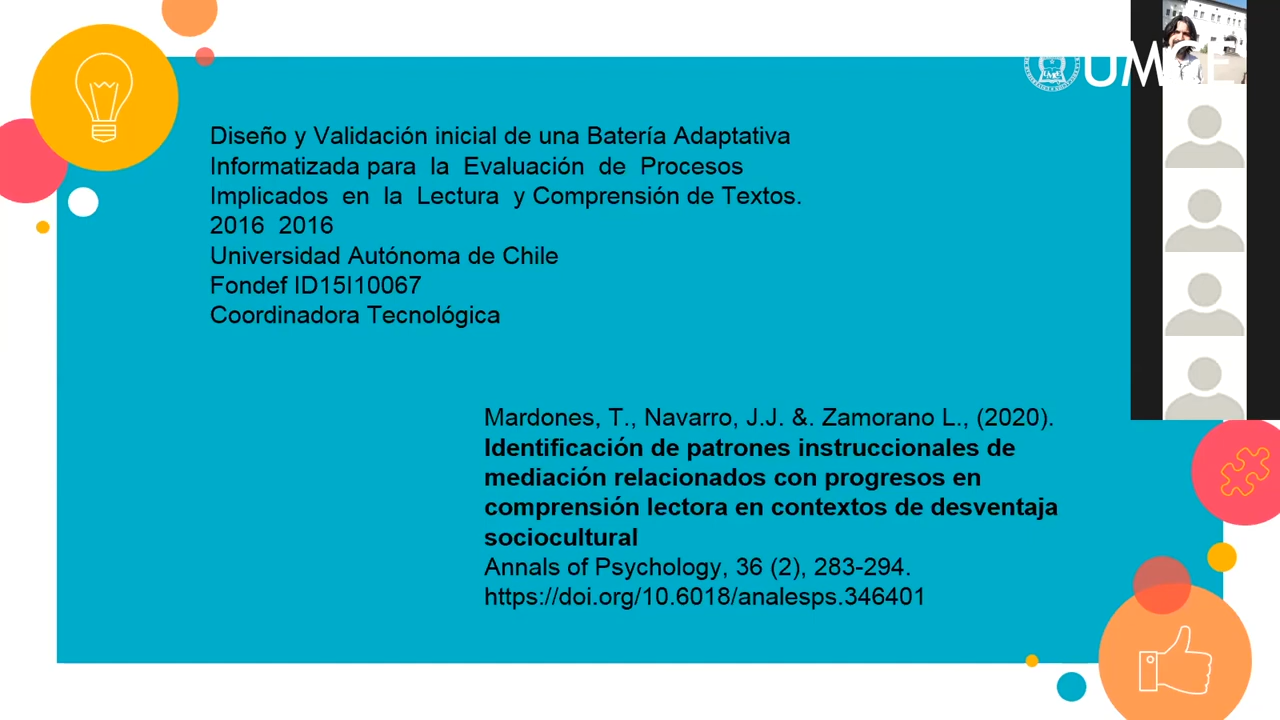 Diseño y Validación inicial de una Batería Adaptativa
Informatizada para la Evaluación de Procesos
Implicados en la Lectura y Comprensión de Textos.
2016 2016
Universidad Autónoma de Chile
Fondef ID15I10067
Coordinadora Tecnológica
UMCE
Mardones, T., Navarro, J.J. &. Zamorano L., (2020).
Identificación de patrones instruccionales de
mediación relacionados con progresos en
comprensión lectora en contextos de desventaja
sociocultural
Annals of Psychology, 36 (2), 283-294.
https://doi.org/10.6018/analesps.346401